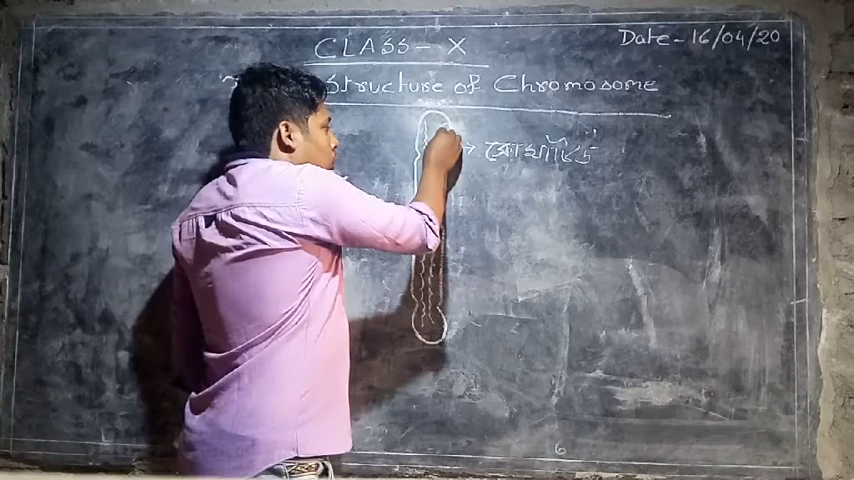 CLASS - X
Date - 16/04/20
Structure of Chromosome
ক্রোমাটিড